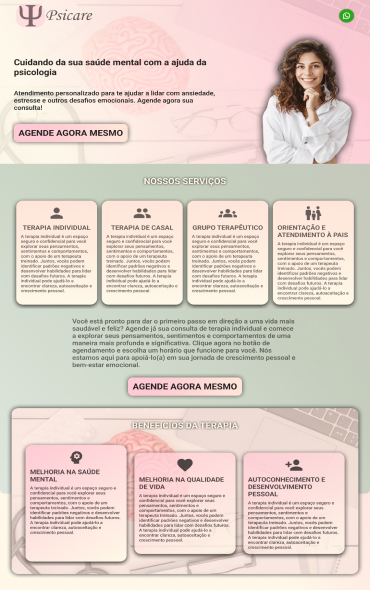 Psicare
Cuidando da sua saúde mental com a ajuda da
psicologia
Atendimento personalizado para te ajudar a lidar com ansiedade,
estresse e outros desafios emocionais. Agende agora sua
consulta!
AGENDE AGORA MESMO
NOSSOS SERVIÇOS
TERAPIA INDIVIDUAL
A terapia individual é um espaço
seguro e confidencial para você
explorar seus pensamentos,
sentimentos e comportamentos,
com o apoio de um terapeuta
treinado. Juntos, vocês podem
identificar padrões negativos e
desenvolver habilidades para lidar
com desafios futuros. A terapia
individual pode ajudá-lo a
encontrar clareza, autoaceitação e
crescimento pessoal.
TERAPIA DE CASAL
A terapia individual é um espaço
seguro e confidencial para você
explorar seus pensamentos,
sentimentos e comportamentos,
com o apoio de um terapeuta
treinado. Juntos, vocês podem
identificar padrões negativos e
desenvolver habilidades para lidar
com desafios futuros. A terapia
individual pode ajudá-lo a
encontrar clareza, autoaceitação e
crescimento pessoal.
GRUPO TERAPÊUTICO
A terapia individual é um espaço
seguro e confidencial para você
explorar seus pensamentos,
sentimentos e comportamentos,
com o apoio de um terapeuta
treinado. Juntos, vocês podem
identificar padrões negativos e
desenvolver habilidades para lidar
com desafios futuros. A terapia
individual pode ajudá-lo a
encontrar clareza, autoaceitação e
crescimento pessoal.
ORIENTAÇÃO E
ATENDIMENTO À PAIS
A terapia individual é um espaço
seguro e confidencial para você
explorar seus pensamentos,
sentimentos e comportamentos,
com o apoio de um terapeuta
treinado. Juntos, vocês podem
identificar padrões negativos e
desenvolver habilidades para lidar
com desafios futuros. A terapia
individual pode ajudá-lo a
encontrar clareza, autoaceitação e
crescimento pessoal.
Você está pronto para dar o primeiro passo em direção a uma vida mais
saudável e feliz? Agende já sua consulta de terapia individual e comece
a explorar seus pensamentos, sentimentos e comportamentos de uma
maneira mais profunda e significativa. Clique agora no botão de
agendamento e escolha um horário que funcione para você. Nós
estamos aqui para apoiá-lo(a) em sua jornada de crescimento pessoal e
bem-estar emocional.
AGENDE AGORA MESMO
BENEFÍCIOS DA TERAPIA
MELHORIA NA SAÚDE
MENTAL
A terapia individual é um espaço seguro e
confidencial para você explorar seus
pensamentos, sentimentos e
comportamentos, com o apoio de um
terapeuta treinado. Juntos, vocês podem
identificar padrões negativos e desenvolver
habilidades para lidar com desafios futuros.
A terapia individual pode ajudá-lo a
encontrar clareza, autoaceitação e
crescimento pessoal.
MELHORIA NA QUALIDADE
DE VIDA
A terapia individual é um espaço seguro e
confidencial para você explorar seus
pensamentos, sentimentos e
comportamentos, com o apoio de um
terapeuta treinado. Juntos, vocês podem
identificar padrões negativos e desenvolver
habilidades para lidar com desafios futuros.
A terapia individual pode ajudá-lo a
encontrar clareza, autoaceitação e
crescimento pessoal.
AUTOCONHECIMENTO E
DESENVOLVIMENTO
PESSOAL
A terapia individual é um espaço seguro e
confidencial para você explorar seus
pensamentos, sentimentos e
comportamentos, com o apoio de um
terapeuta treinado. Juntos, vocês podem
identificar padrões negativos e desenvolver
habilidades para lidar com desafios futuros.
A terapia individual pode ajudá-lo a
encontrar clareza, autoaceitação e
crescimento pessoal.